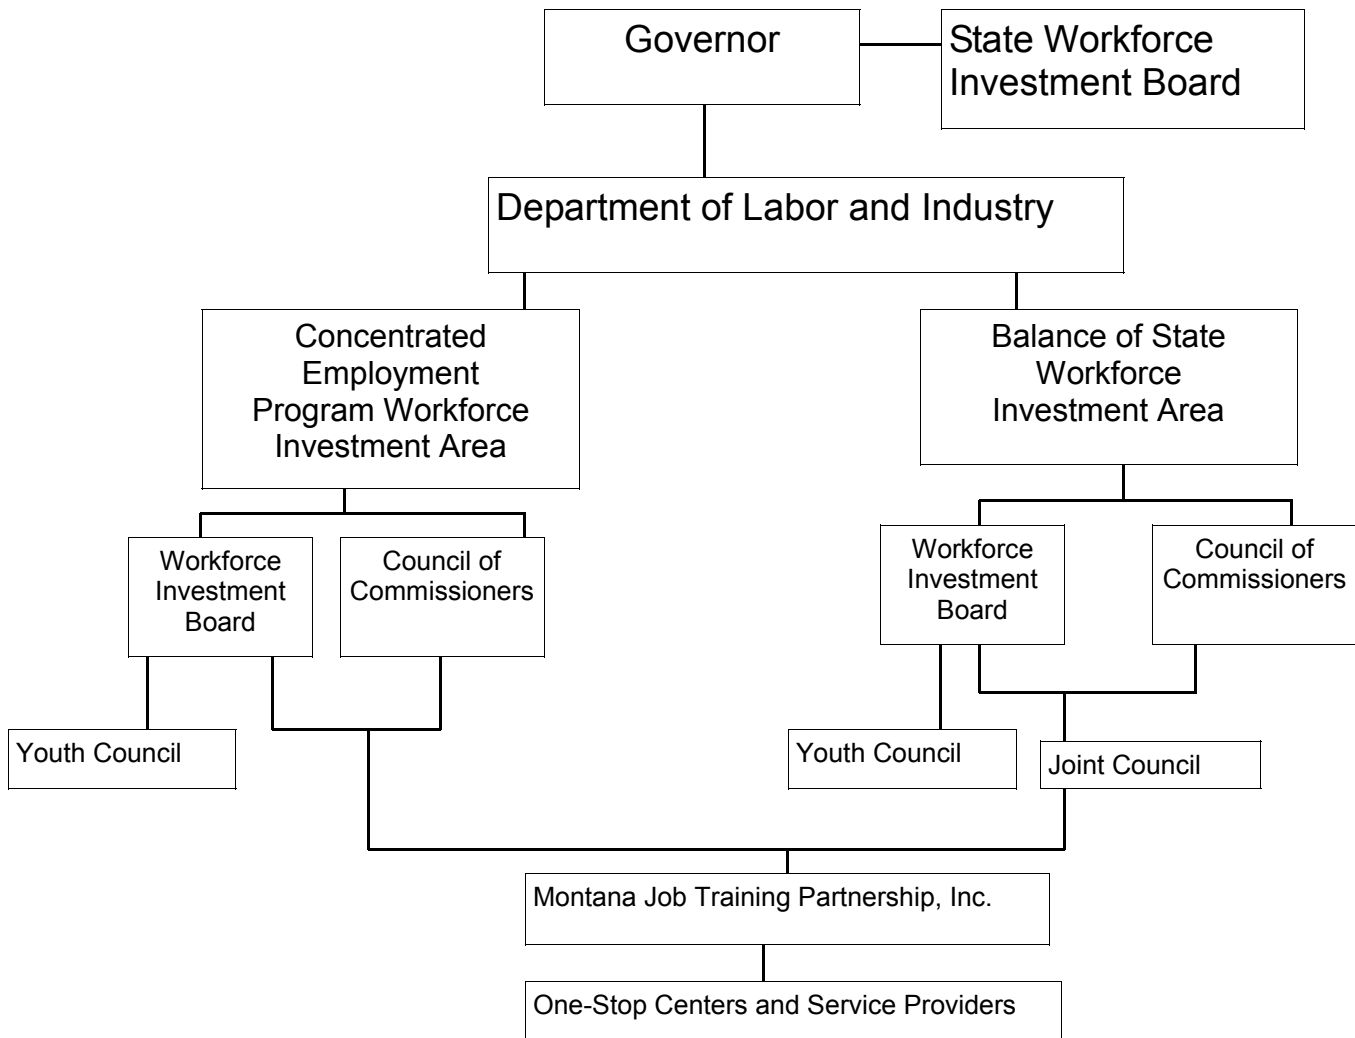 Governor
State Workforce
Investment Board
Department of Labor and Industry
Concentrated
Employment
Program Workforce
Investment Area
Balance of State
Workforce
Investment Area
Workforce
Investment
Board
Council of
Commissioners
Workforce
Investment
Board
Council of
Commissioners
Youth Council
Youth Council
Joint Council
Montana Job Training Partnership, Inc.
One-Stop Centers and Service Providers